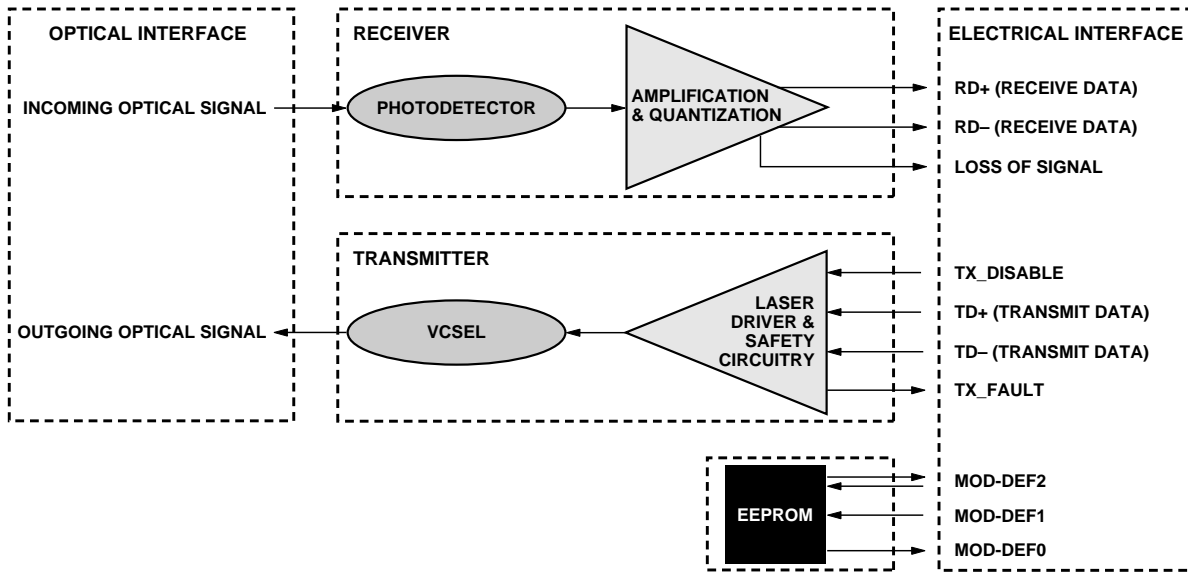 OPTICAL INTERFACE
INCOMING OPTICAL SIGNAL
OUTGOING OPTICAL SIGNAL
RECEIVER
PHOTODETECTOR
AMPLIFICATION
& QUANTIZATION
TRANSMITTER
VCSEL
LASER
DRIVER &
SAFETY
CIRCUITRY
EEPROM
ELECTRICAL INTERFACE
RD+ (RECEIVE DATA)
RD– (RECEIVE DATA)
LOSS OF SIGNAL
TX_DISABLE
TD+ (TRANSMIT DATA)
TD– (TRANSMIT DATA)
TX_FAULT
MOD-DEF2
MOD-DEF1
MOD-DEF0